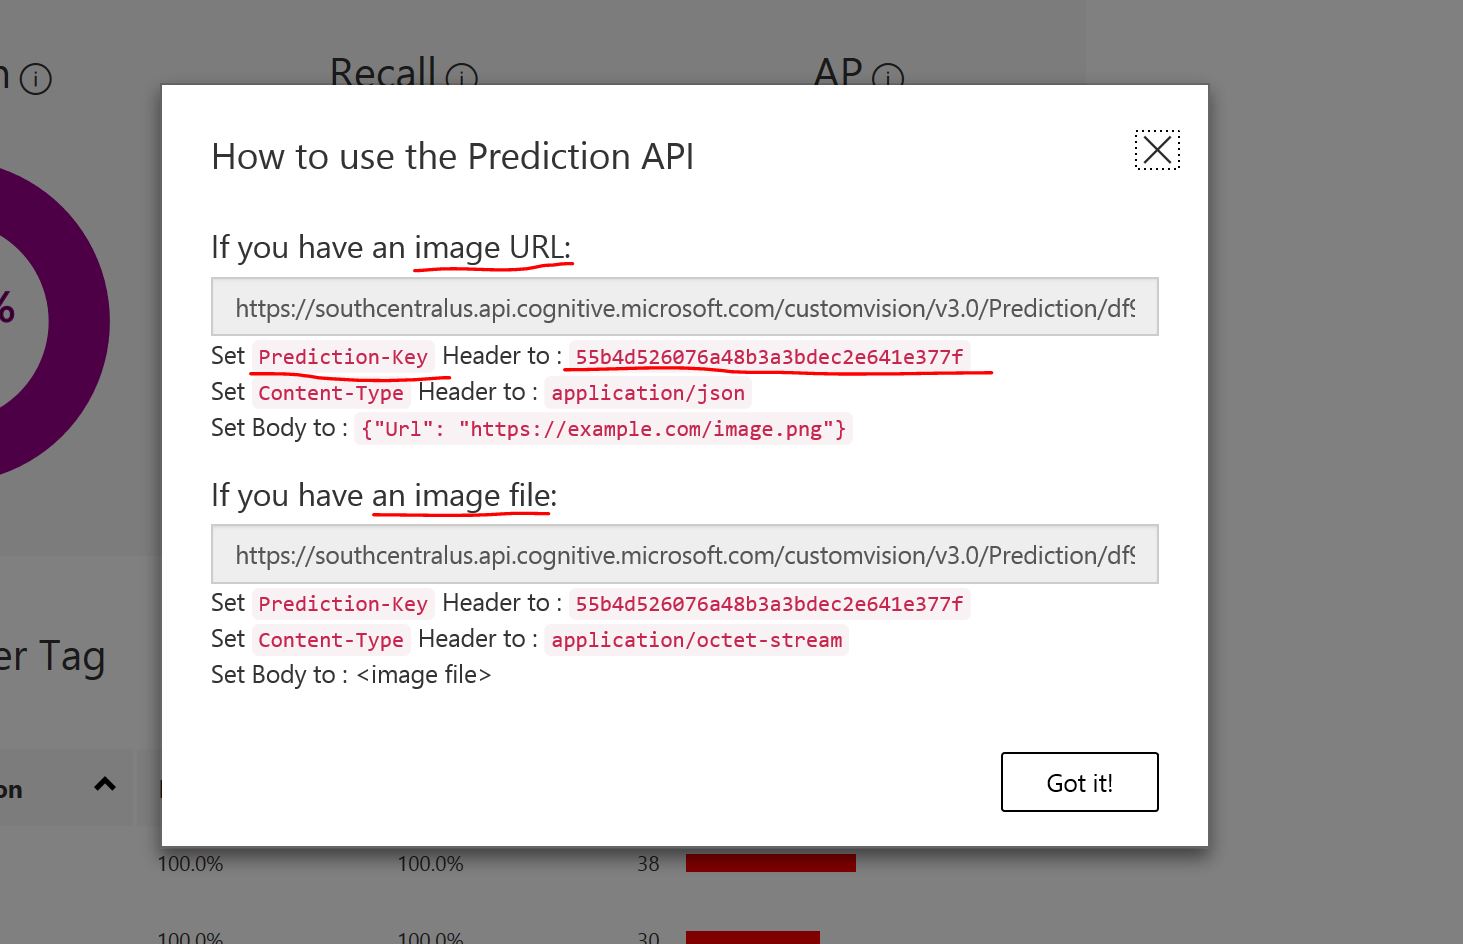 Recall
AP
How to use the Prediction API
If you have an image URL:
https://southcentralus.api.cognitive.microsoft.com/customvision/v3.0/Prediction/df9
Set Prediction-Key Header to : 55b4d526076a48b3a3bdec2e641e377f
Set Content-Type Header to : application/json
Set Body to : {"Url": "https://example.com/image.png"}
If you have an image file:
https://southcentralus.api.cognitive.microsoft.com/customvision/v3.0/Prediction/df9
Set Prediction-Key Header to : 55b4d526076a48b3a3bdec2e641e377f
Set Content-Type Header to : application/octet-stream
Set Body to : <image file>
er Tag
on
Got it!
100.0% 100.0% 38
100.0% 100.0% 30